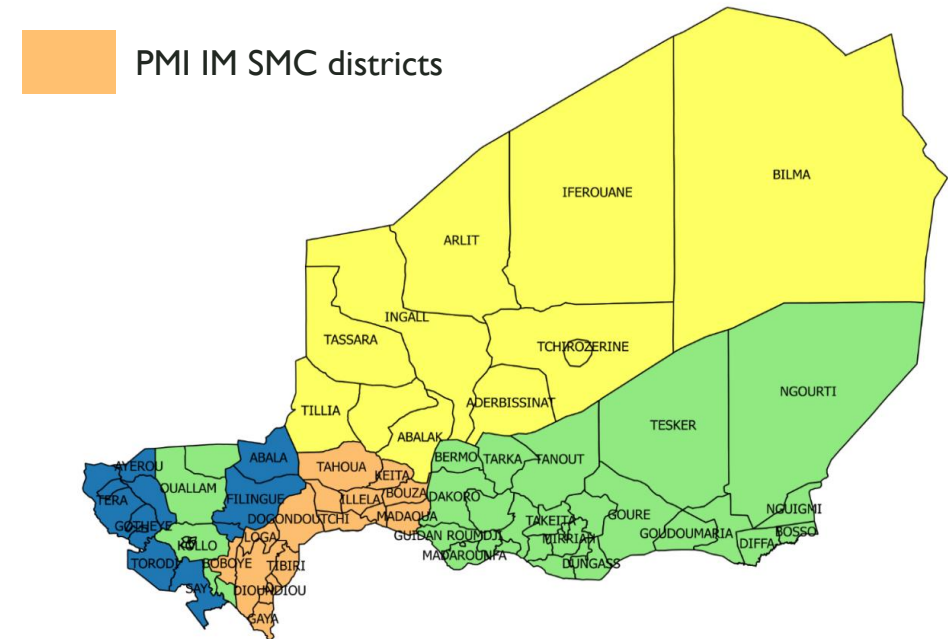 PMI IM SMC districts
BILMA
IFEROUANE
ARLIT
INGALL
TASSARA
TCHIROZERINE
NGOURTI
ADERBISSINAT
TILLIA
TESKER
ABALAK
BERMO
TARKA
TANOUT
ABALA
TAHOUA
AYEROU
KEITA
OUALLAM
BOUZA
DAKORO
TERA
FILINGUE
ILLELA
NGUIGMI
GOURE
DOGONDOUTCHI
MADAOUA
TAKEITA
GOTHEYE
GUIDAN ROUMDJI
GOUDOUMARIA
BOSSO
LOGA
MIRRIAH
DIFFA
KOLLO
MADAROUNFA
TORODI
BOBOYE
TIBIRI
DUNGASS
SAY
DIOUNDIOU
GAYA